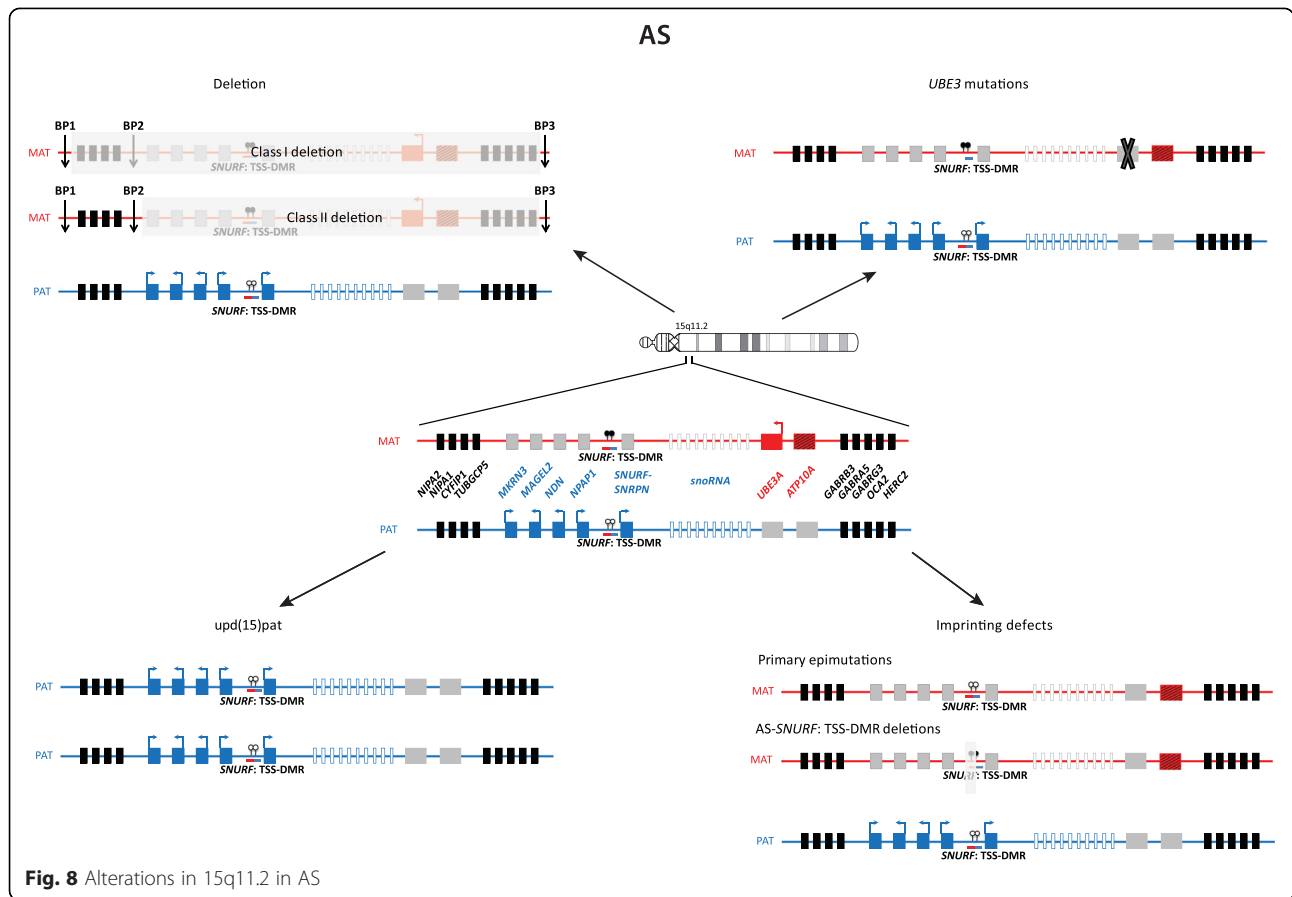 AS
Deletion
BP1 BP2 BP3
MAT Class I deletion
SNURF: TSS-DMR
BP1 BP2 BP3
MAT Class II deletion
SNURF: TSS-DMR
PAT
SNURF: TSS-DMR
UBE3 mutations
MAT
SNURF: TSS-DMR
PAT
SNURF: TSS-DMR
15q11.2
MAT
SNURF: TSS-DMR
NIPA2
NIPA1
CYFiP1
TUBGCP5
MKRN3
MAGEL2
NDN
NPAP1
SNURF-
SNRPN
snoRNA
UBE3A
ATP10A
GABRB3
GABRA5
GABRG3
OCA2
HERC2
PAT
SNURF: TSS-DMR
upd(15)pat
PAT
SNURF: TSS-DMR
PAT
SNURF: TSS-DMR
Imprinting defects
Primary epimutations
MAT
SNURF: TSS-DMR
AS-SNURF: TSS-DMR deletions
MAT
SNURF: TSS-DMR
PAT
SNURF: TSS-DMR
Fig. 8 Alterations in 15q11.2 in AS